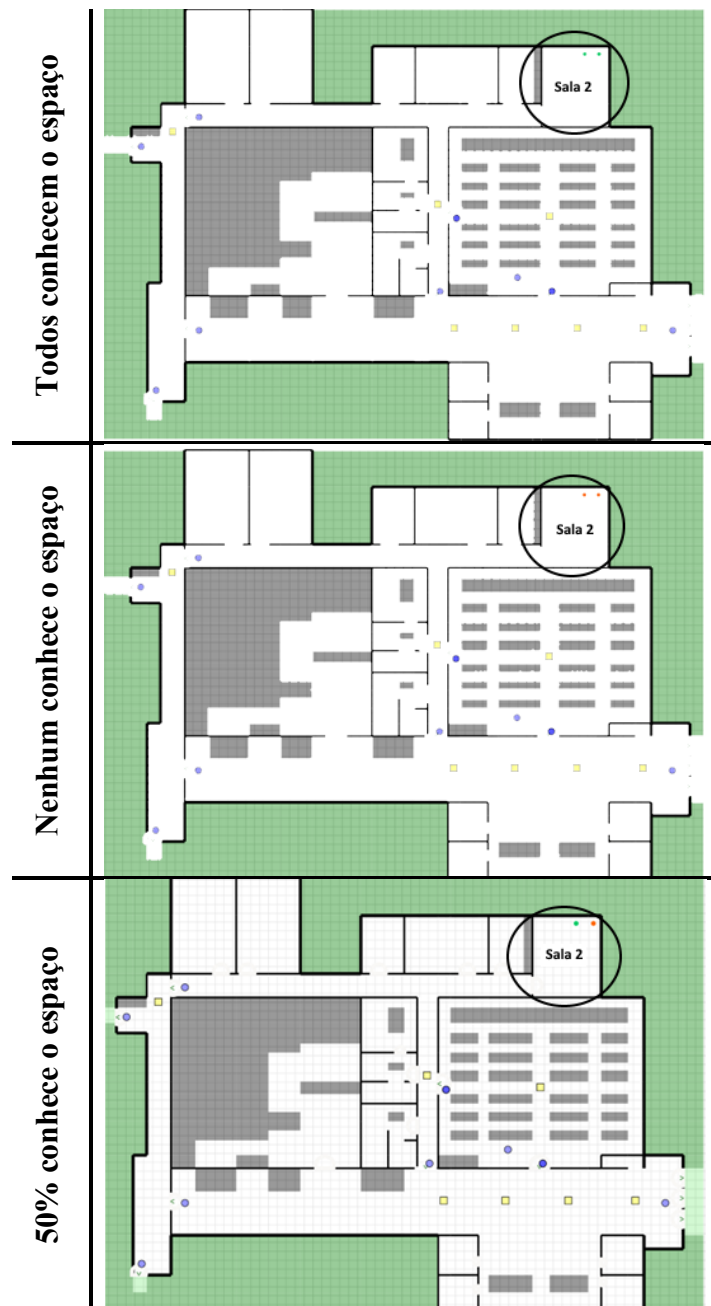 Todos conhecem o espaço
Sala 2
Nenhum conhece o espaço
Sala 2
50% conhece o espaço
Sala 2